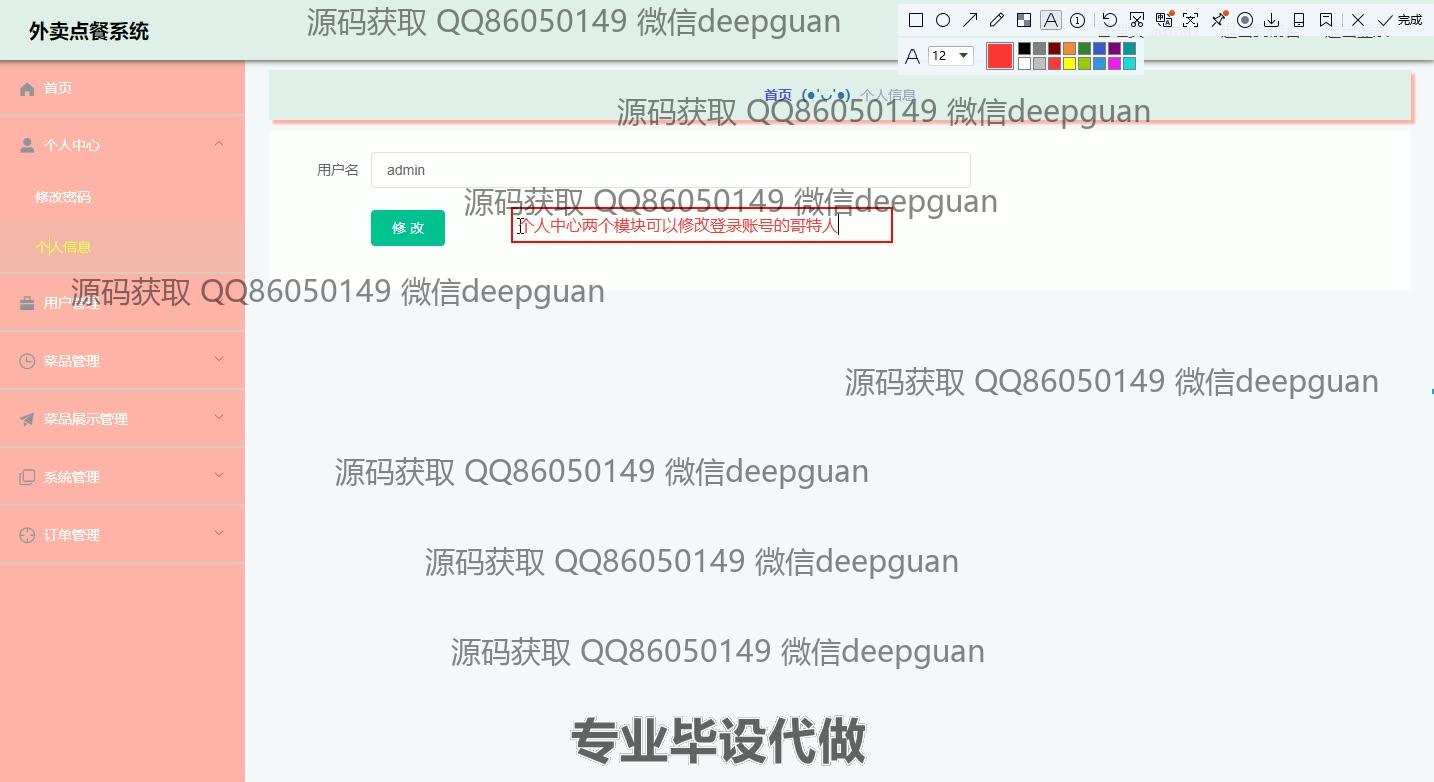 外卖点餐系统
源码获取 QQ86050149 微信deepguan
完成
12
首页
首页 (●'◡'●) 个人信息
源码获取 QQ86050149 微信deepguan
个人中心
用户名 admin
修改密码
源码获取 QQ86050149 微信deepguan
修 改
个人中心两个模块可以修改登录账号的哥特人
个人信息
源码获取 QQ86050149 微信deepguan
用户管理
菜品管理
源码获取 QQ86050149 微信deepguan
菜品展示管理
系统管理
源码获取 QQ86050149 微信deepguan
订单管理
源码获取 QQ86050149 微信deepguan
源码获取 QQ86050149 微信deepguan
专业毕设代做